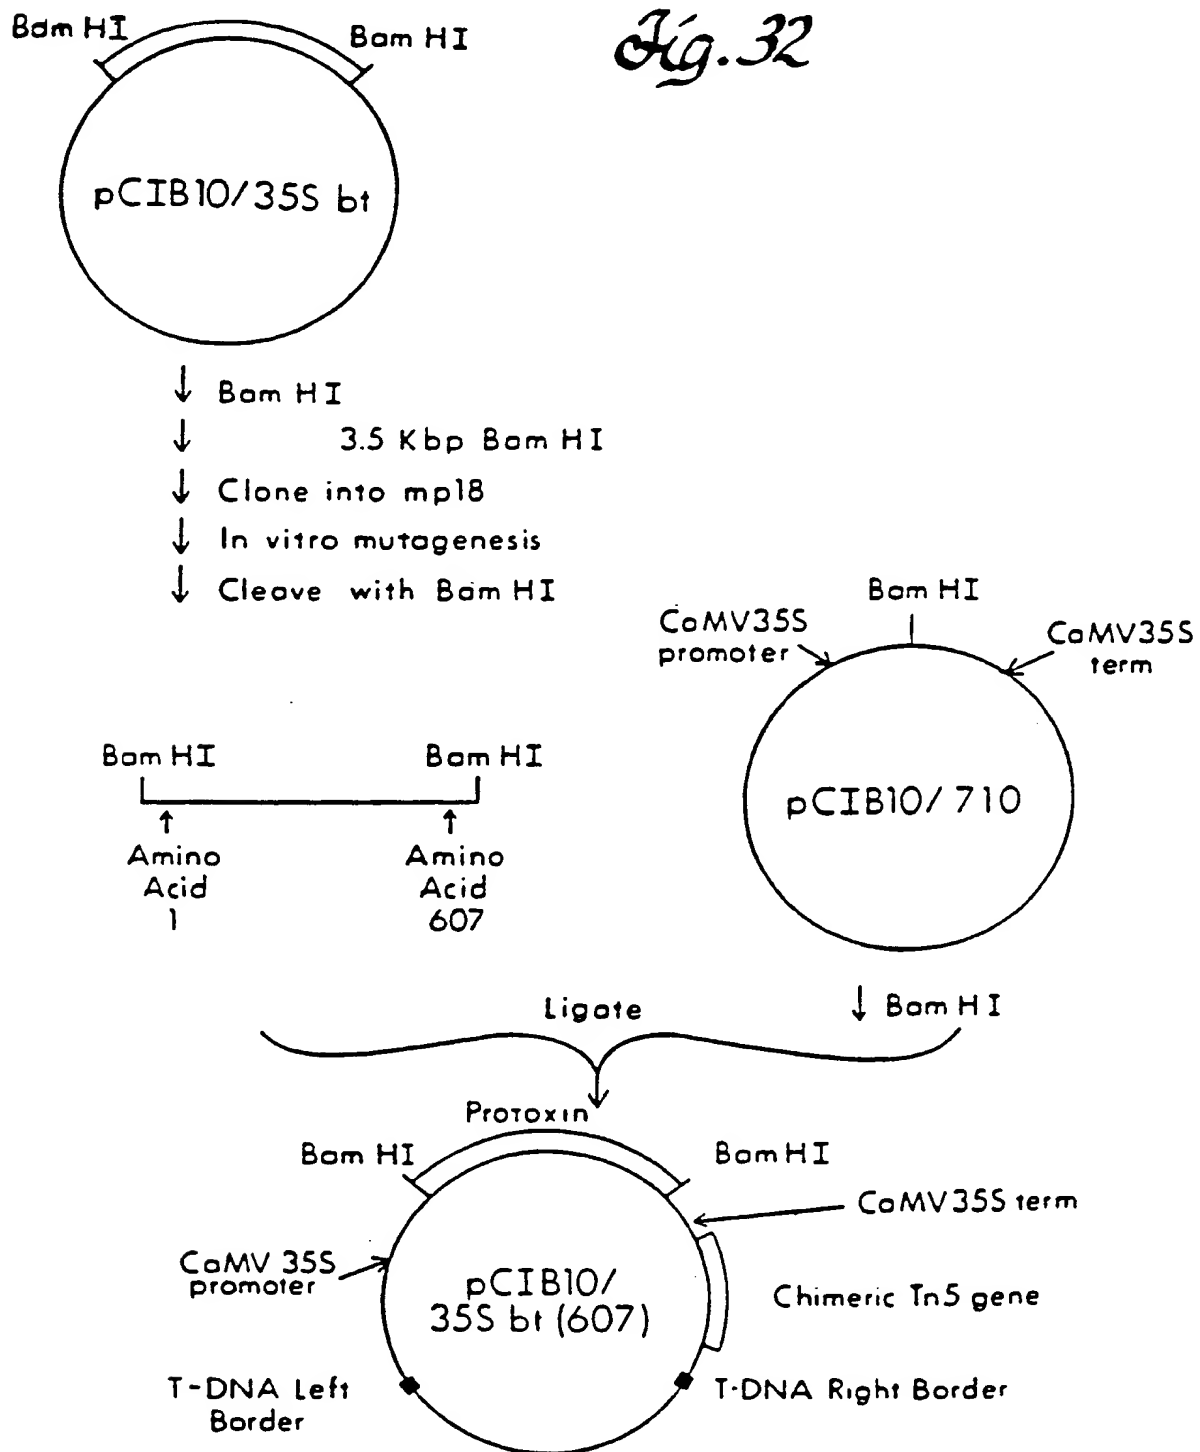 Fig. 32
Bam HI
Bam HI
pCIB10/35S bt
↓ Bam HI
↓ 3.5 Kbp Bam HI
↓ Clone into mp18
↓ In vitro mutagenesis
↓ Cleave with Bam HI
Bam HI
CaMV35S
promoter
CaMV35S
term
pCIB10/710
Bam HI
Bam HI
Amino
Acid
1
Amino
Acid
607
Ligate
↓ Bam HI
Protoxin
Bam HI
Bam HI
CaMV35S term
CaMV 35S
promoter
pCIB10/
35S bt (607)
Chimeric Tn5 gene
T-DNA Left
Border
T-DNA Right Border